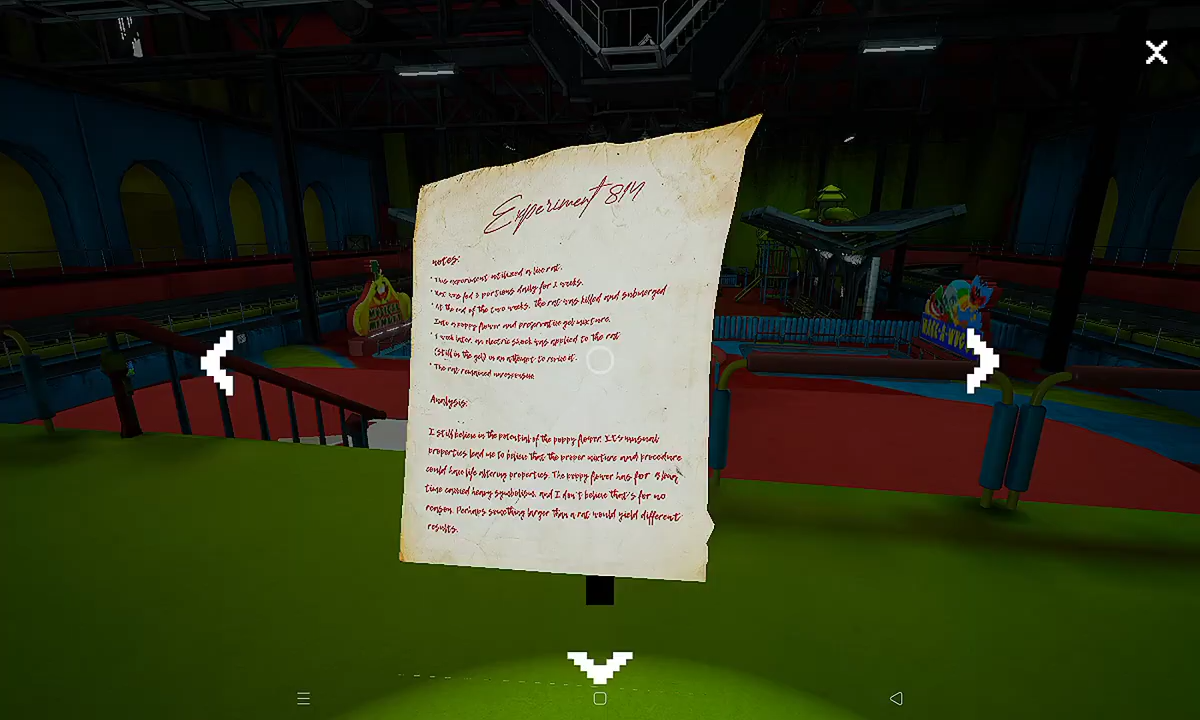 Experiment 814
notes:
* This experiment utilized a live rat.
* Rat was fed 2 portions daily for 2 weeks.
* At the end of the two weeks, the rat was killed and submerged
into a poppy flower and preservative gel mixture.
* 1 week later, an electric shock was applied to the rat
(still in the gel) in an attempt to revive it.
* The rat remained unresponsive.
Analysis:
I still believe in the potential of the poppy flower. It's unusual
properties lead me to believe that the proper mixture and procedure
could have life altering properties. The poppy flower has for a long
time carried heavy symbolism, and I don't believe that's for no
reason. Perhaps something larger than a rat would yield different
results.